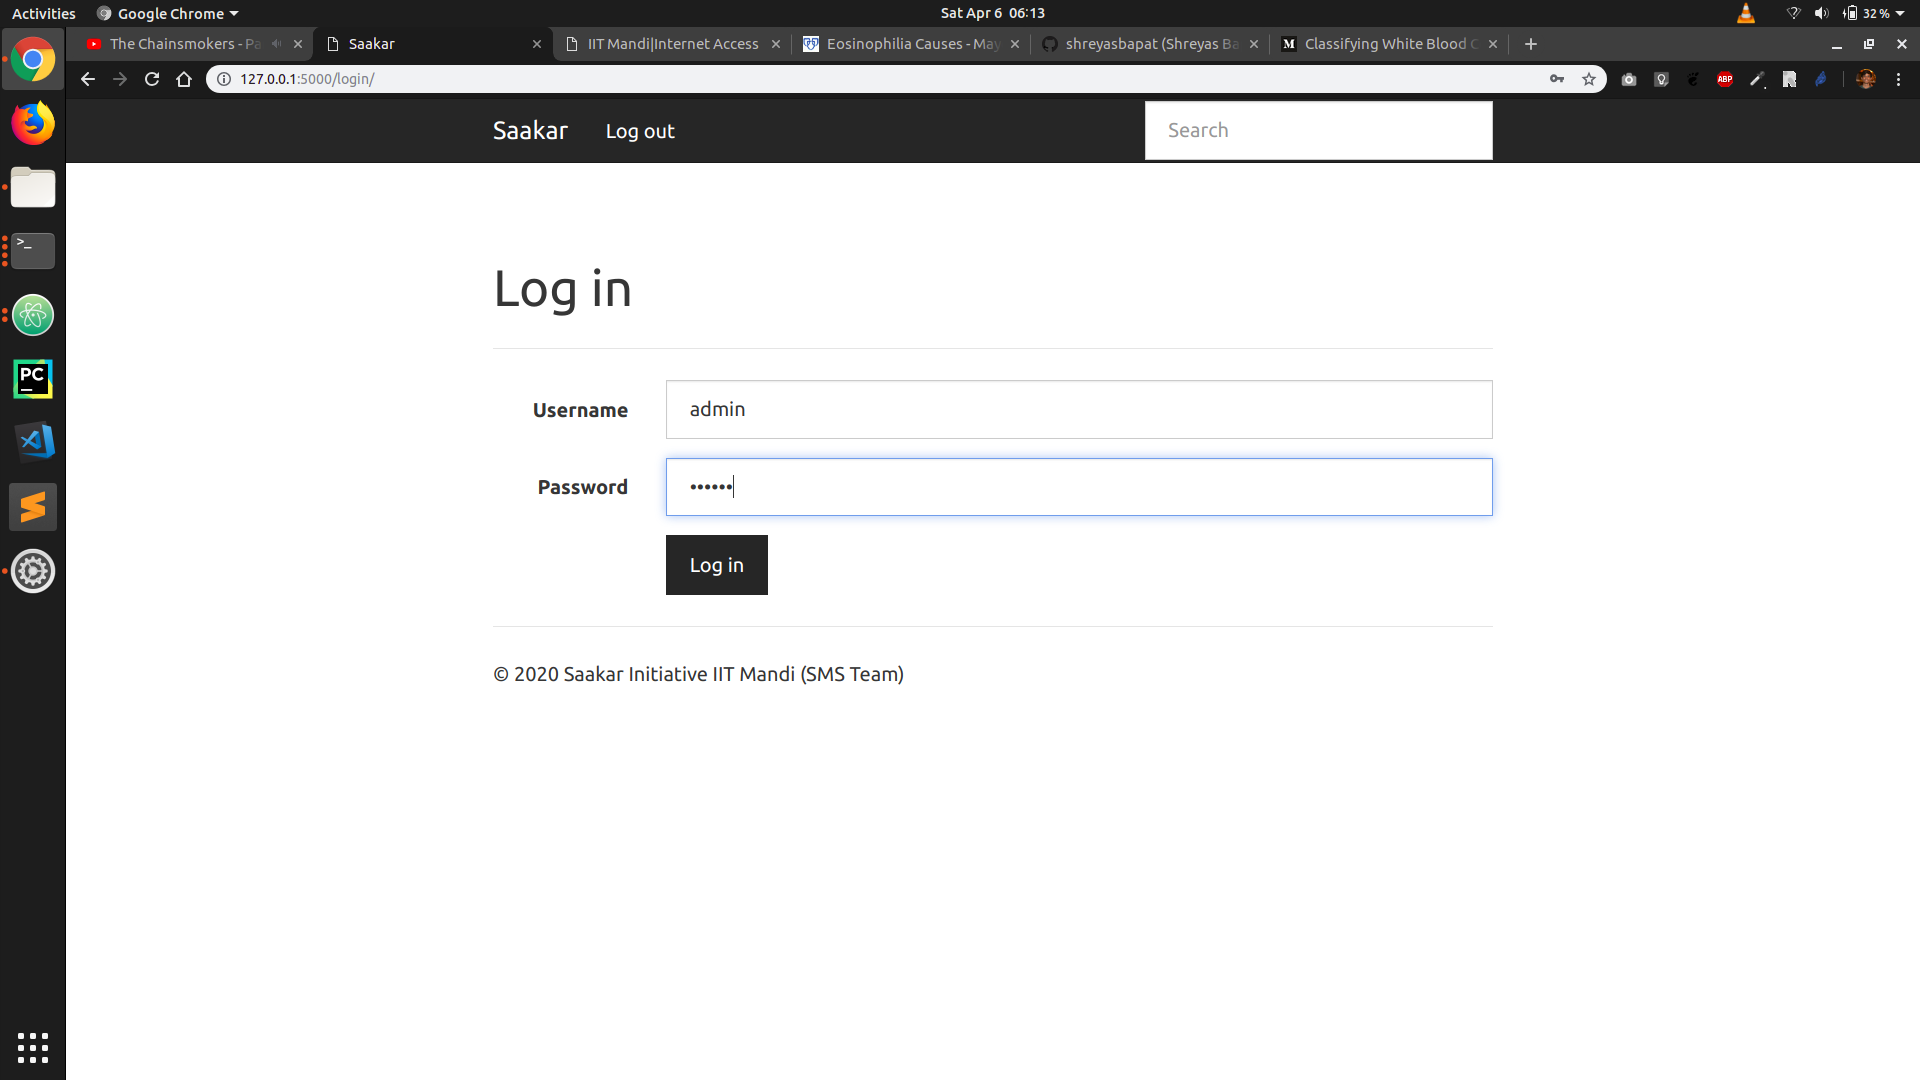 Activities Google Chrome Sat Apr 6 06:13 32 %
The Chainsmokers - Pa Saakar IIT Mandi|Internet Access Eosinophilia Causes - May shreyasbapat (Shreyas Ba Classifying White Blood C
127.0.0.1:5000/login/ ABP
Saakar Log out Search
>_
PC
Log in
Username admin
Password ••••••
Log in
© 2020 Saakar Initiative IIT Mandi (SMS Team)